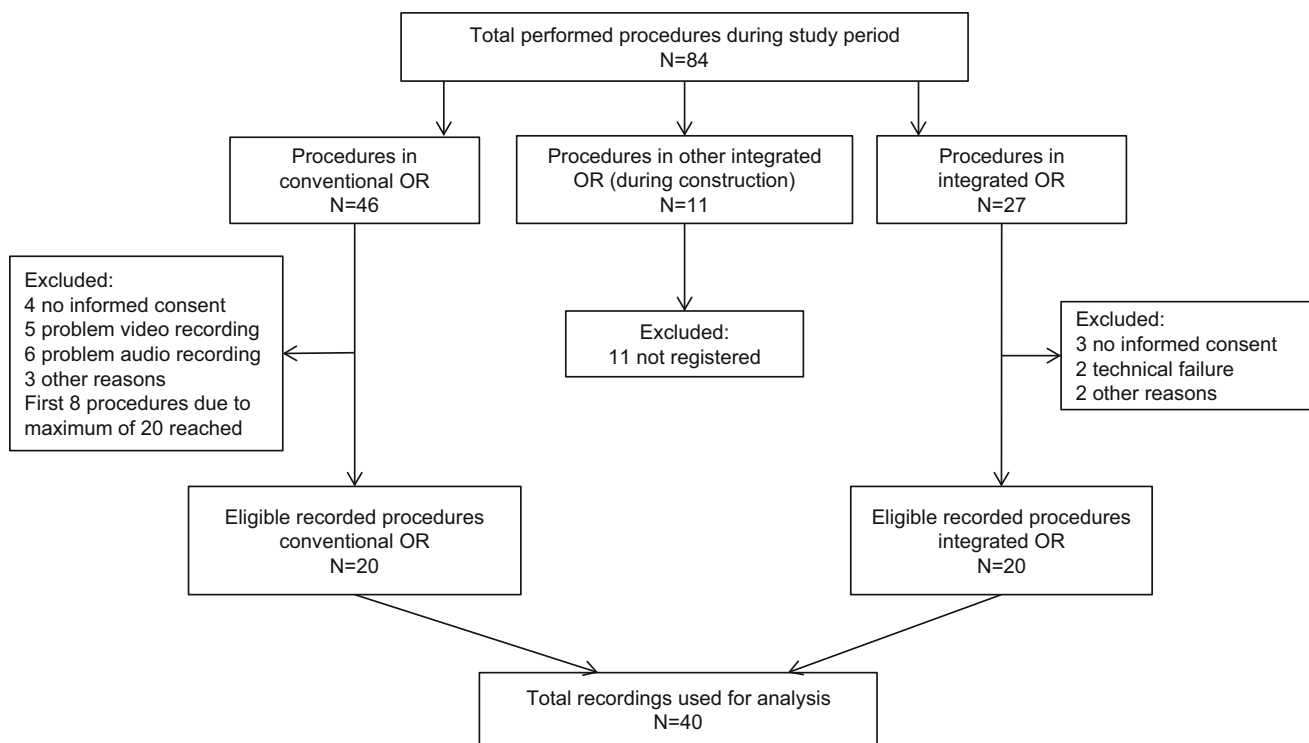 Total performed procedures during study period
N=84
Procedures in
conventional OR
N=46
Procedures in other integrated
OR (during construction)
N=11
Procedures in
integrated OR
N=27
Excluded:
4 no informed consent
5 problem video recording
6 problem audio recording
3 other reasons
First 8 procedures due to
maximum of 20 reached
Excluded:
11 not registered
Excluded:
3 no informed consent
2 technical failure
2 other reasons
Eligible recorded procedures
conventional OR
N=20
Eligible recorded procedures
integrated OR
N=20
Total recordings used for analysis
N=40